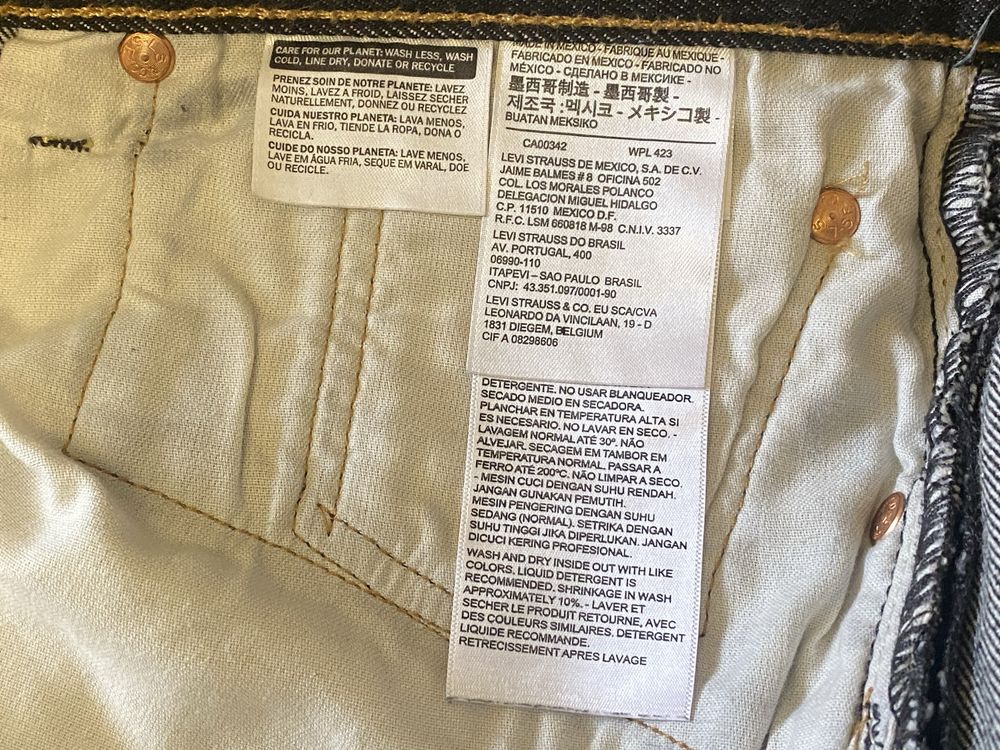 CARE FOR OUR PLANET: WASH LESS, WASH
COLD, LINE DRY, DONATE OR RECYCLE
PRENEZ SOIN DE NOTRE PLANETE: LAVEZ
MOINS, LAVEZ A FROID, LAISSEZ SECHER
NATURELLEMENT, DONNEZ OU RECYCLEZ
CUIDA NUESTRO PLANETA: LAVA MENOS,
LAVA EN FRIO, TIENDE LA ROPA, DONA O
RECICLA.
CUIDE DO NOSSO PLANETA: LAVE MENOS,
LAVE EM ÁGUA FRIA, SEQUE EM VARAL, DOE
OU RECICLE.
MADE IN MEXICO - FABRIQUE AU MEXIQUE -
FABRICADO EN MEXICO - FABRICADO NO
MÉXICO - СДЕЛАНО В МЕКСИКЕ -
墨西哥制造 - 墨西哥製 -
제조국 :멕시코 - メキシコ製 -
BUATAN MEKSIKO
CA00342 WPL 423
LEVI STRAUSS DE MEXICO, S.A. DE C.V.
JAIME BALMES # 8 OFICINA 502
COL. LOS MORALES POLANCO
DELEGACION MIGUEL HIDALGO
C.P. 11510 MEXICO D.F.
R.F.C. LSM 660818 M-98 C.N.I.V. 3337
LEVI STRAUSS DO BRASIL
AV. PORTUGAL, 400
06990-110
ITAPEVI – SAO PAULO BRASIL
CNPJ: 43.351.097/0001-90
LEVI STRAUSS & CO. EU SCA/CVA
LEONARDO DA VINCILAAN, 19 - D
1831 DIEGEM, BELGIUM
CIF A 08298606
DETERGENTE. NO USAR BLANQUEADOR.
SECADO MEDIO EN SECADORA.
PLANCHAR EN TEMPERATURA ALTA SI
ES NECESARIO. NO LAVAR EN SECO. -
LAVAGEM NORMAL ATÉ 30º. NÃO
ALVEJAR. SECAGEM EM TAMBOR EM
TEMPERATURA NORMAL. PASSAR A
FERRO ATÉ 200ºC. NÃO LIMPAR A SECO.
- MESIN CUCI DENGAN SUHU RENDAH.
JANGAN GUNAKAN PEMUTIH.
MESIN PENGERING DENGAN SUHU
SEDANG (NORMAL). SETRIKA DENGAN
SUHU TINGGI JIKA DIPERLUKAN. JANGAN
DICUCI KERING PROFESIONAL.
WASH AND DRY INSIDE OUT WITH LIKE
COLORS. LIQUID DETERGENT IS
RECOMMENDED. SHRINKAGE IN WASH
APPROXIMATELY 10%. - LAVER ET
SECHER LE PRODUIT RETOURNE, AVEC
DES COULEURS SIMILAIRES. DETERGENT
LIQUIDE RECOMMANDE.
RETRECISSEMENT APRES LAVAGE